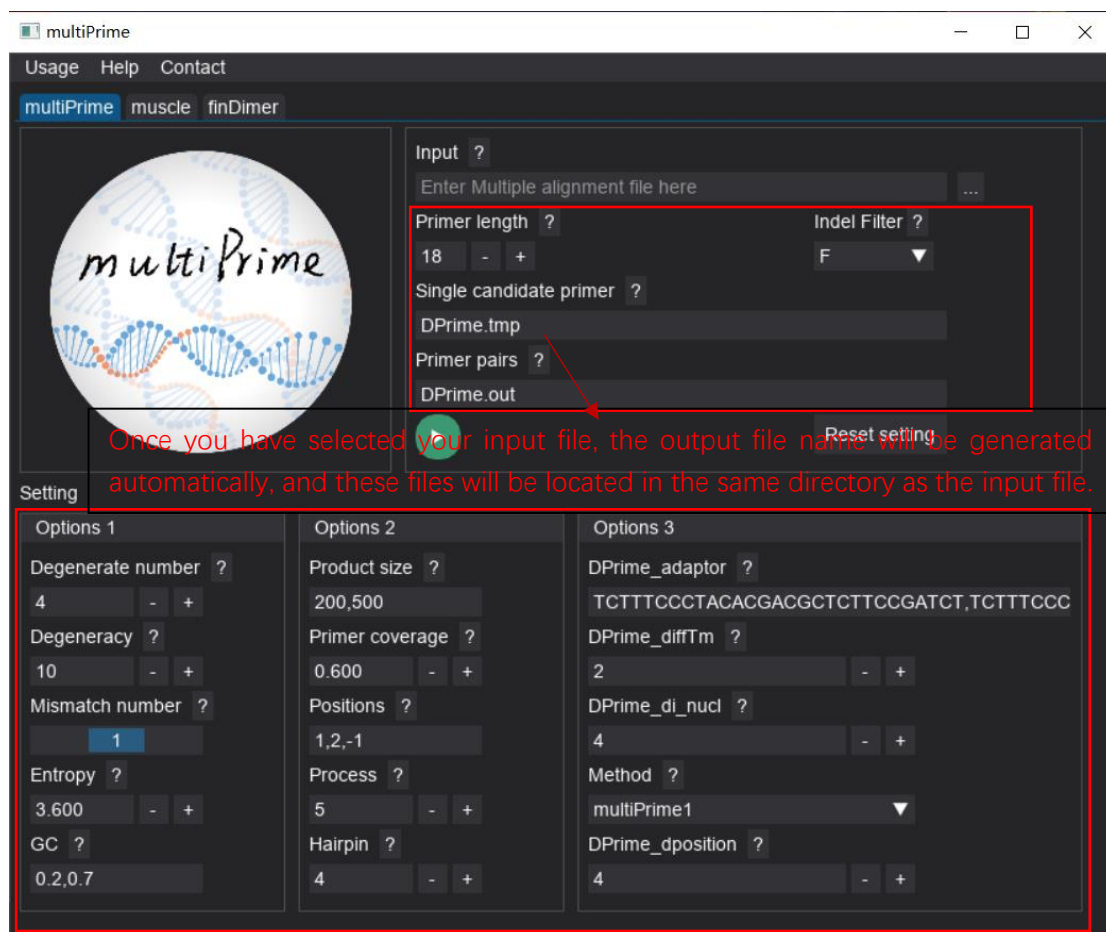 multiPrime
Usage Help Contact
multiPrime muscle finDimer
multiPrime
Input ?
Enter Multiple alignment file here ...
Primer length ? Indel Filter ?
18 - + F
Single candidate primer ?
DPrime.tmp
Primer pairs ?
DPrime.out
Reset setting
Once you have selected your input file, the output file name will be generated
automatically, and these files will be located in the same directory as the input file.
Setting
Options 1
Degenerate number ?
4 - +
Degeneracy ?
10 - +
Mismatch number ?
1
Entropy ?
3.600 - +
GC ?
0.2,0.7
Options 2
Product size ?
200,500
Primer coverage ?
0.600 - +
Positions ?
1,2,-1
Process ?
5 - +
Hairpin ?
4 - +
Options 3
DPrime_adaptor ?
TCTTTCCCTACACGACGCTCTTCCGATCT,TCTTTCCC
DPrime_diffTm ?
2 - +
DPrime_di_nucl ?
4 - +
Method ?
multiPrime1
DPrime_dposition ?
4 - +